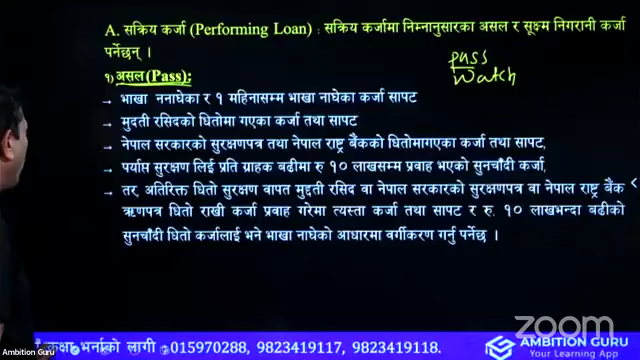 A. सक्रिय कर्जा (Performing Loan) : सक्रिय कर्जामा निम्नानुसारका असल र सूक्ष्म निगरानी कर्जा
पर्नेछन् ।
pass
Watch
१) असल (Pass):
→ भाखा ननाघेका र १ महिनासम्म भाखा नाघेका कर्जा सापट
→ मुदती रसिदको धितोमा गएका कर्जा तथा सापट
→ नेपाल सरकारको सुरक्षणपत्र तथा नेपाल राष्ट्र बैंकको धितोमागएका कर्जा तथा सापट,
→ पर्याप्त सुरक्षण लिई प्रति ग्राहक बढीमा रु १० लाखसम्म प्रवाह भएको सुनचाँदी कर्जा,
→ तर, अतिरिक्त धितो सुरक्षण वापत मुद्दती रसिद वा नेपाल सरकारको सुरक्षणपत्र वा नेपाल राष्ट्र बैंक
ऋणपत्र धितो राखी कर्जा प्रवाह गरेमा त्यस्ता कर्जा तथा सापट र रु. १० लाखभन्दा बढीको
सुनचाँदी धितो कर्जालाई भने भाखा नाघेको आधारमा वर्गीकरण गर्नु पर्नेछ ।
zoom
कक्षा भर्नाको लागी : 015970288, 9823419117, 9823419118.
AMBITION GURU
Your Learning App
Ambition Guru